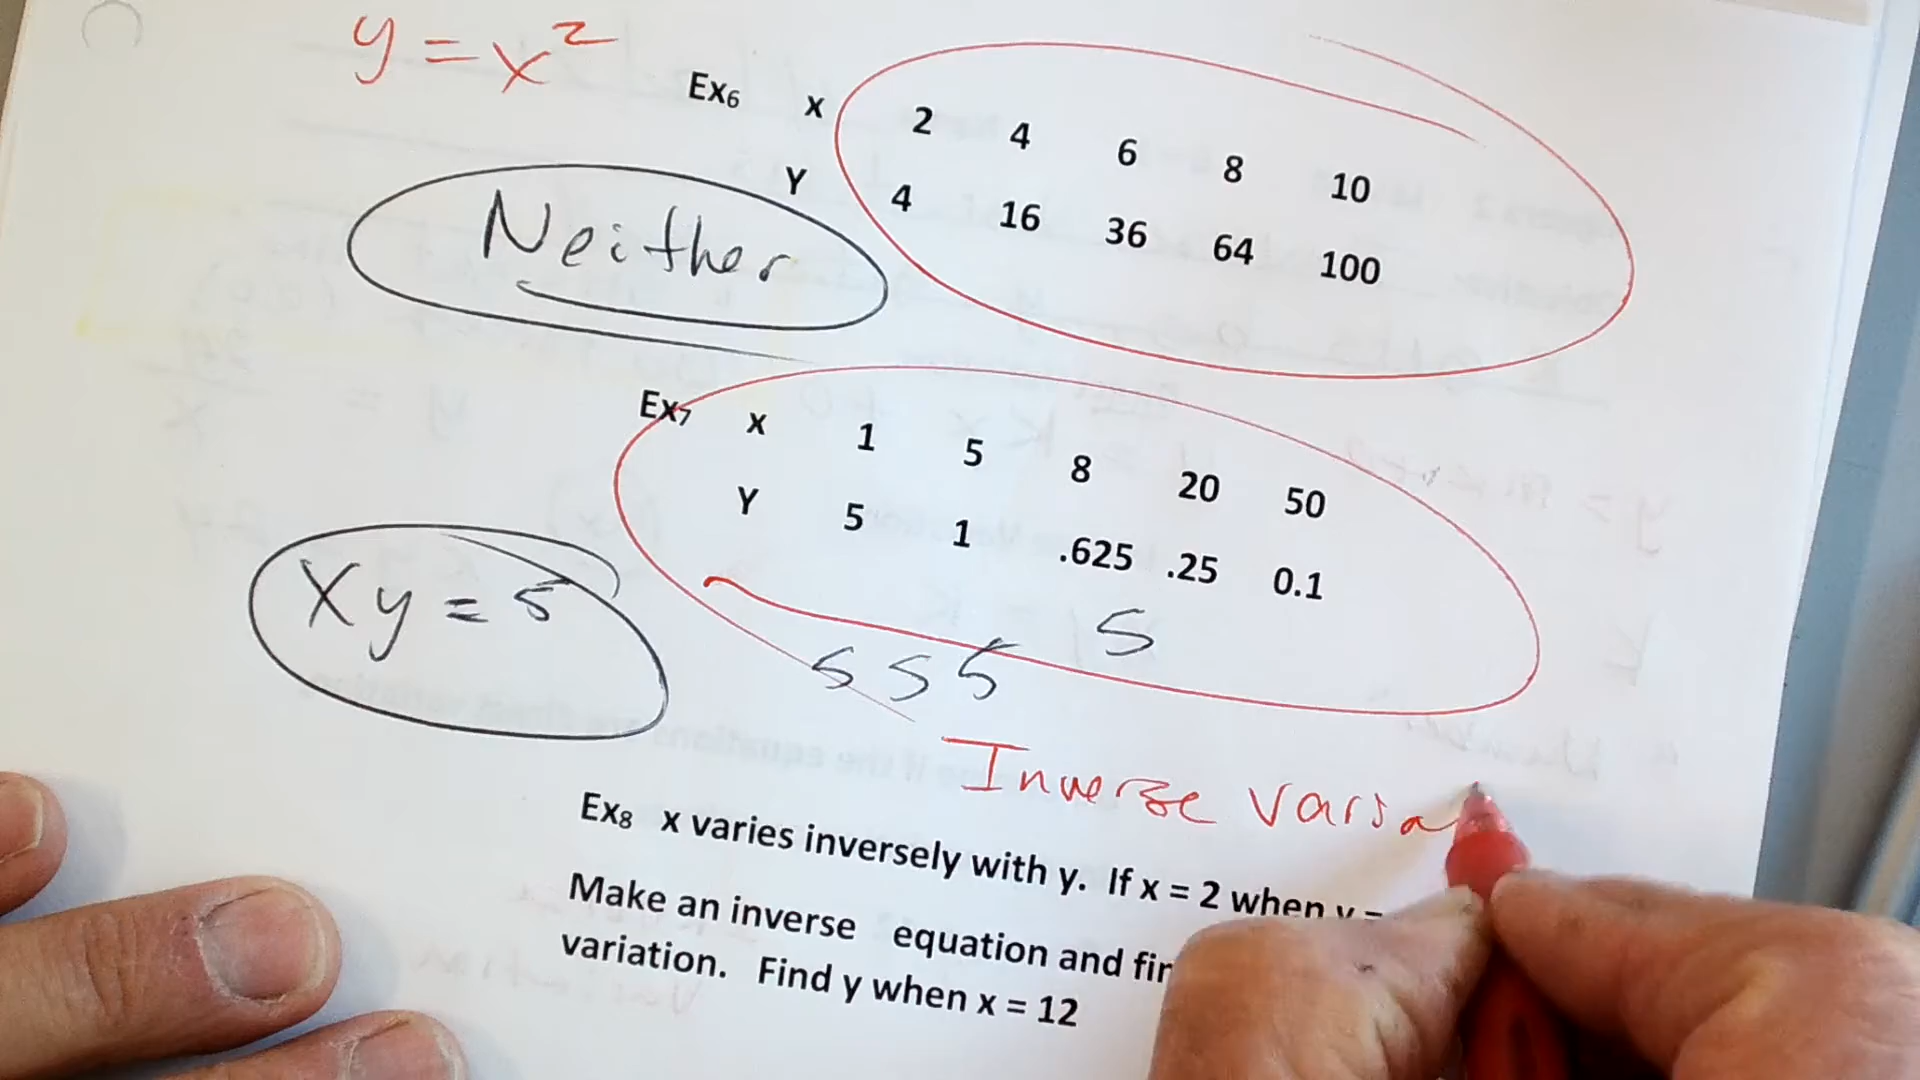 y = x²
Ex₆ x 2 4 6 8 10
Y 4 16 36 64 100
Neither
Ex₇ x 1 5 8 20 50
Y 5 1 .625 .25 0.1
Xy = 5
5 5 5 5
Inverse varia
Ex₈ x varies inversely with y. If x = 2 when y =
Make an inverse equation and fin
variation. Find y when x = 12